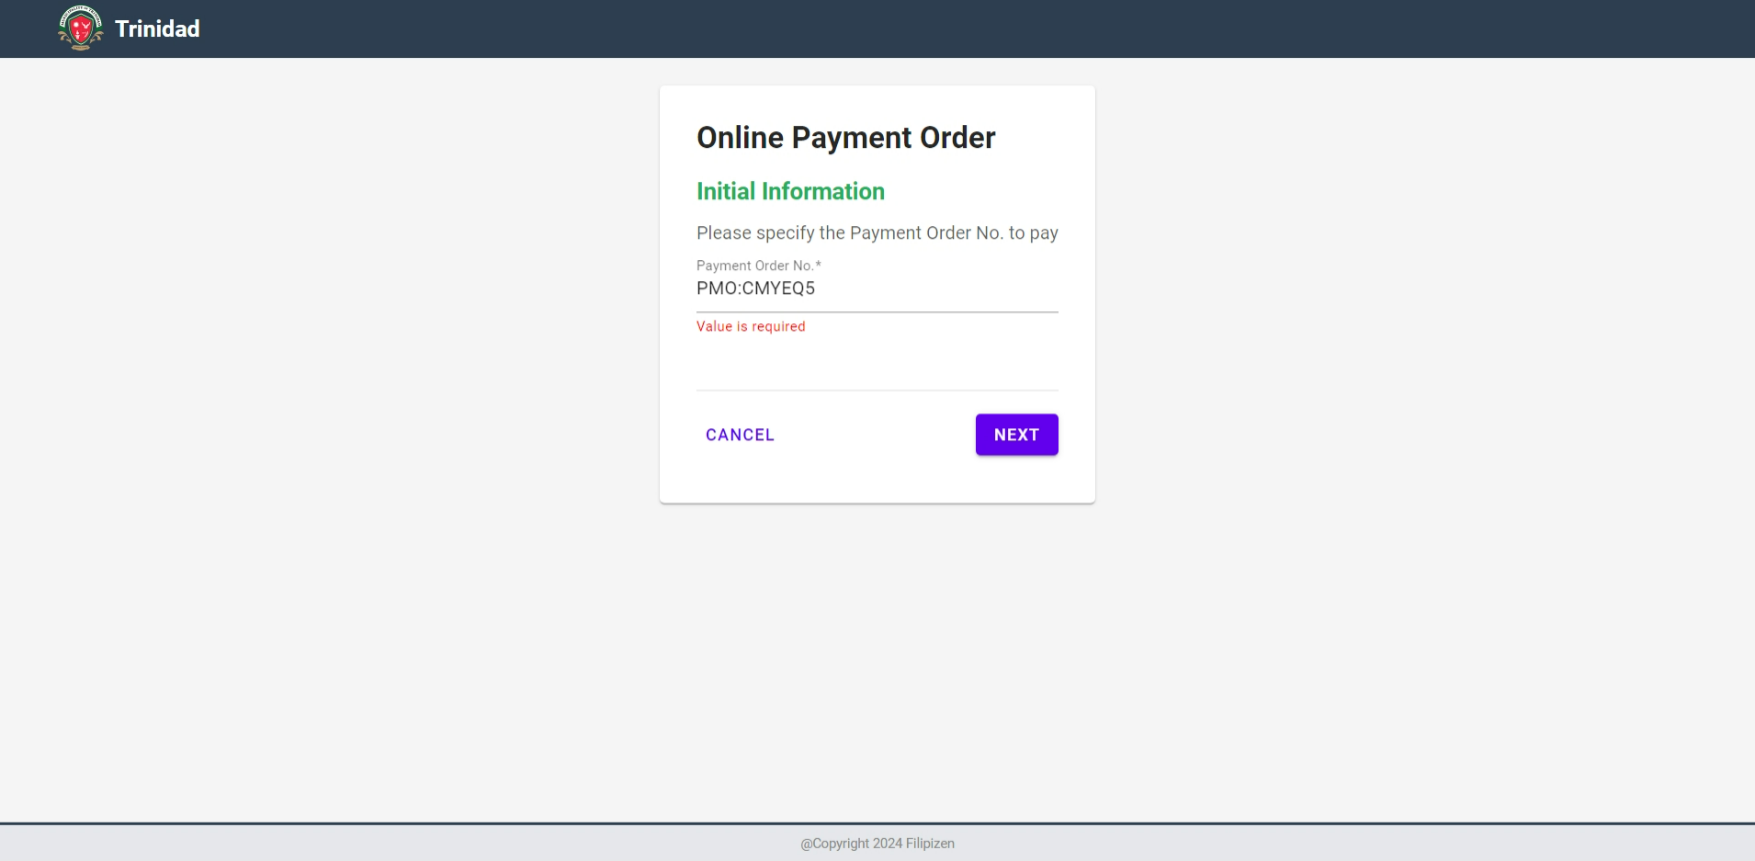 Trinidad
Online Payment Order
Initial Information
Please specify the Payment Order No. to pay
Payment Order No.*
PMO:CMYEQ5
Value is required
CANCEL
NEXT
@Copyright 2024 Filipizen